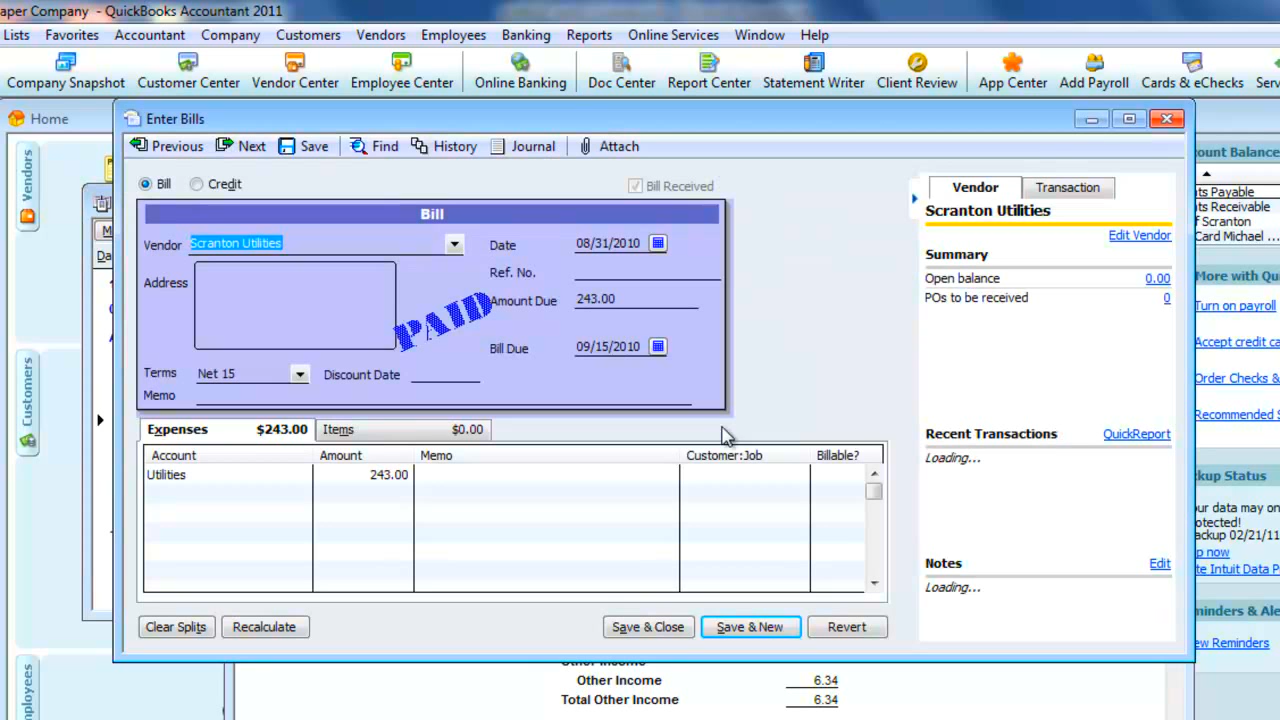 aper Company - QuickBooks Accountant 2011
Lists Favorites Accountant Company Customers Vendors Employees Banking Reports Online Services Window Help
Company Snapshot Customer Center Vendor Center Employee Center Online Banking Doc Center Report Center Statement Writer Client Review App Center Add Payroll Cards & eChecks Serv
Home
Enter Bills
Previous Next Save Find History Journal Attach
Bill Credit Bill Received
Bill
Vendor Scranton Utilities Date 08/31/2010
Ref. No.
Address
Amount Due 243.00
PAID
Bill Due 09/15/2010
Terms Net 15 Discount Date
Memo
Expenses $243.00 Items $0.00
Account Amount Memo Customer:Job Billable?
Utilities 243.00
Clear Splits Recalculate Save & Close Save & New Revert
Vendor Transaction
Scranton Utilities
Edit Vendor
Summary
Open balance 0.00
POs to be received 0
Recent Transactions QuickReport
Loading...
Notes Edit
Loading...
Vendors
Customers
mployees
M
Da
Other Income
Other Income 6.34
Total Other Income 6.34
ount Balance
ts Payable
ts Receivable
f Scranton
Card Michael ...
More with Qu
Turn on payroll
Accept credit ca
Order Checks &
Recommended S
kup Status
ur data may on
otected!
ackup 02/21/11
p now
te Intuit Data P
minders & Ale
ew Reminders